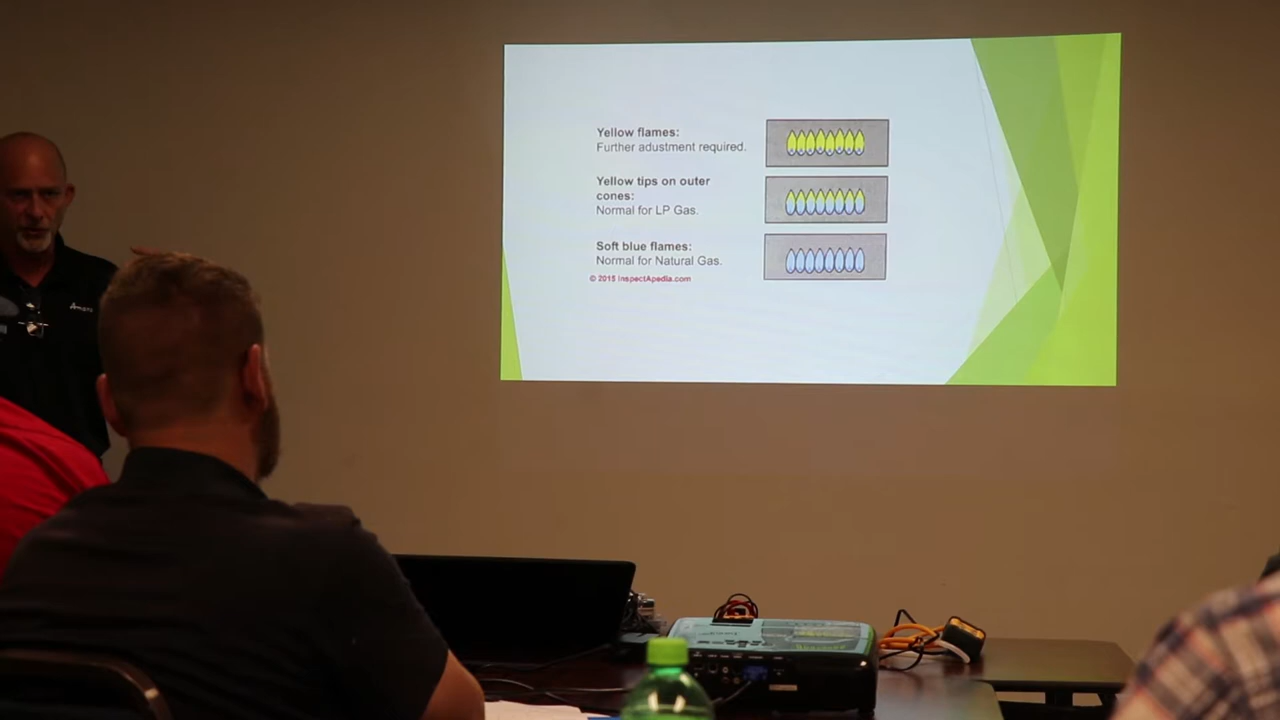 Yellow flames:
Further adustment required.
Yellow tips on outer
cones:
Normal for LP Gas.
Soft blue flames:
Normal for Natural Gas.
© 2015 InspectApedia.com